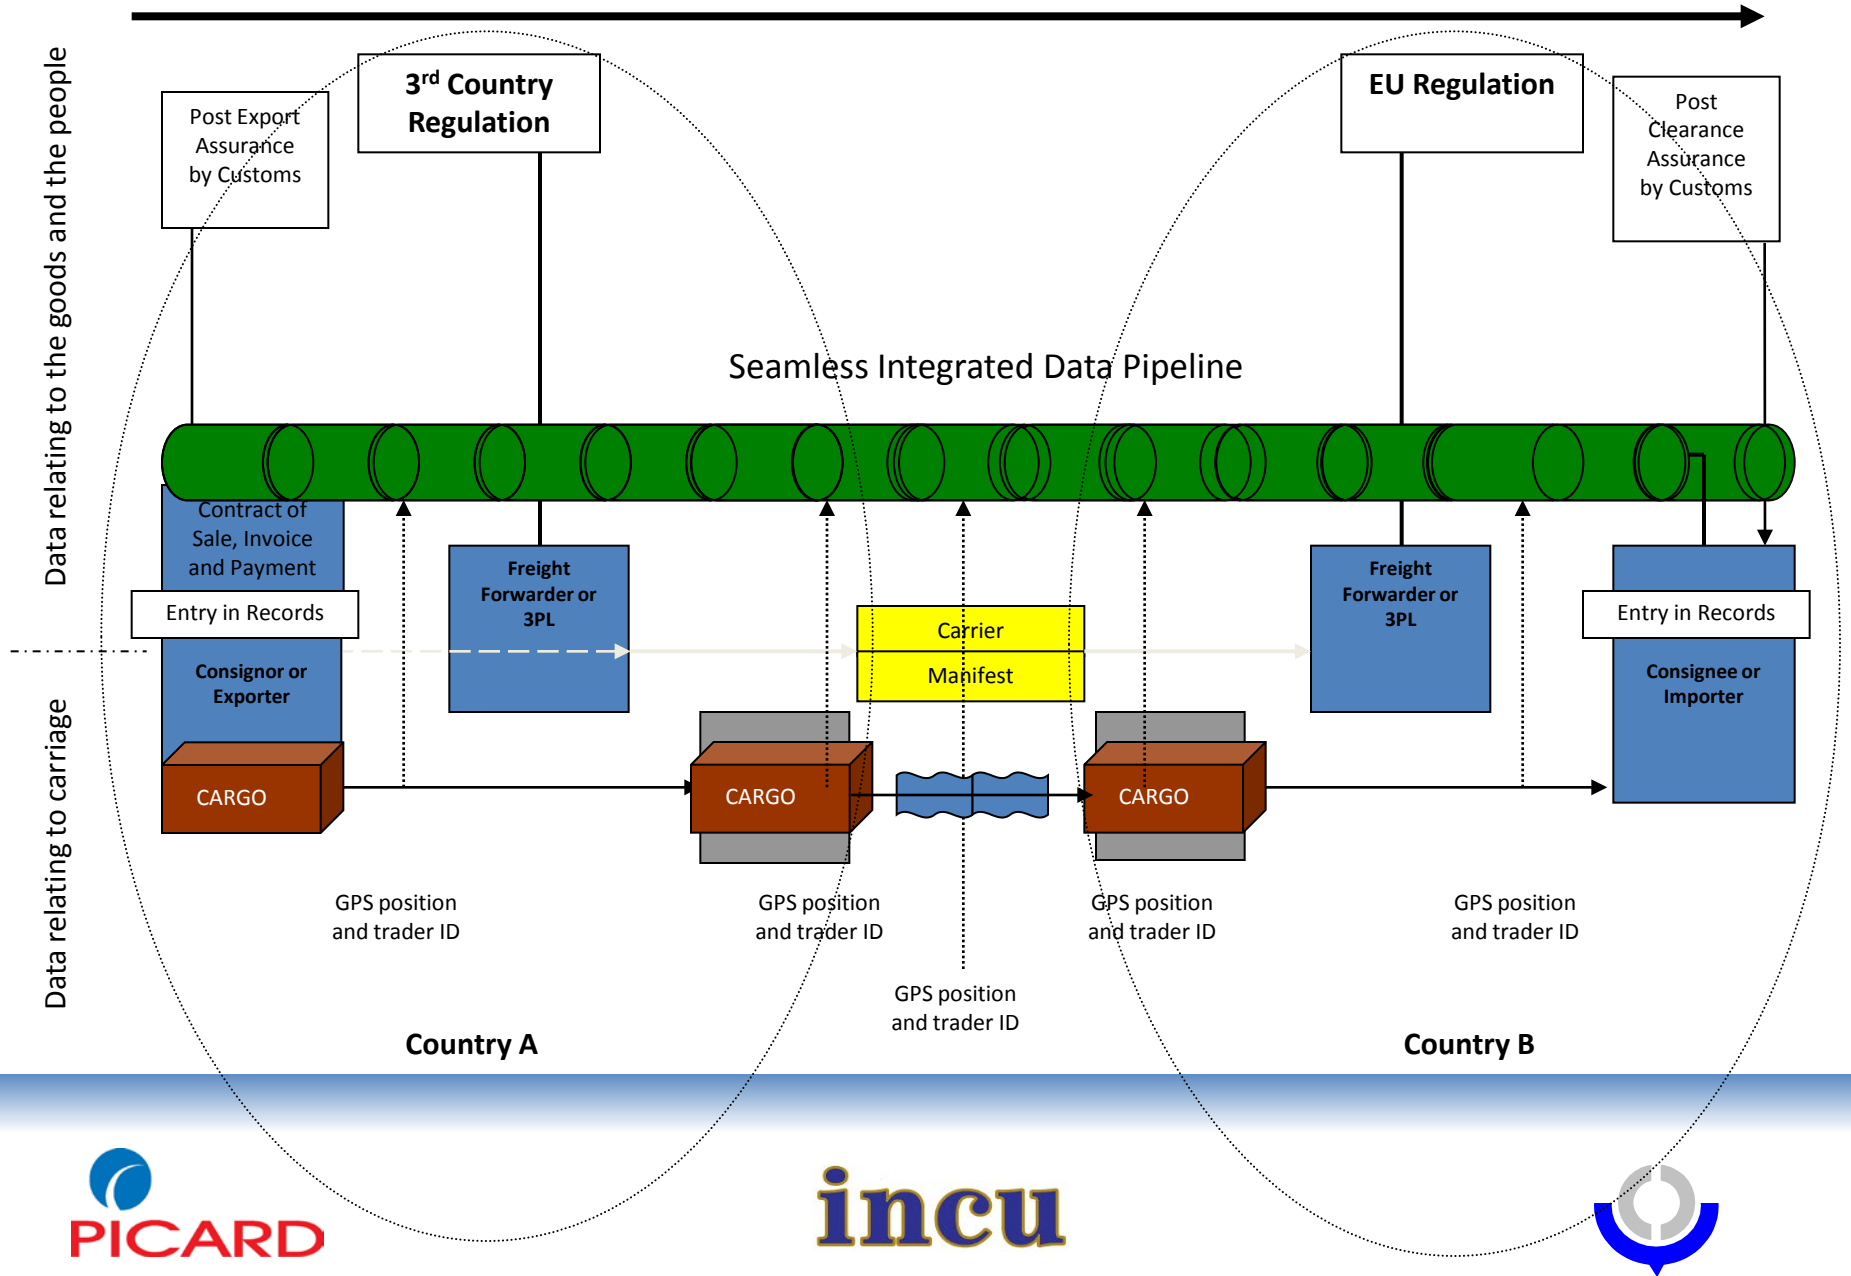 Data relating to the goods and the people
Data relating to carriage
Post Export
Assurance
by Customs
3rd Country
Regulation
EU Regulation
Post
Clearance
Assurance
by Customs
Seamless Integrated Data Pipeline
Contract of
Sale, Invoice
and Payment
Entry in Records
Consignor or
Exporter
Freight
Forwarder or
3PL
Carrier
Manifest
Freight
Forwarder or
3PL
Entry in Records
Consignee or
Importer
CARGO
CARGO
CARGO
GPS position
and trader ID
GPS position
and trader ID
GPS position
and trader ID
GPS position
and trader ID
GPS position
and trader ID
Country A
Country B
PICARD
incu